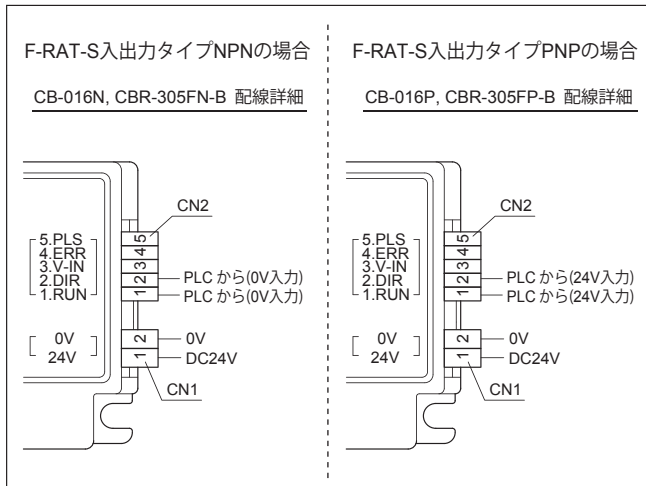 F-RAT-S入出力タイプNPNの場合
CB-016N, CBR-305FN-B 配線詳細
CN2
5.PLS
4.ERR
3.V-IN
2.DIR
1.RUN
5
4
3
2
1
PLC から(0V入力)
PLC から(0V入力)
0V
24V
2
1
0V
DC24V
CN1
F-RAT-S入出力タイプPNPの場合
CB-016P, CBR-305FP-B 配線詳細
CN2
5.PLS
4.ERR
3.V-IN
2.DIR
1.RUN
5
4
3
2
1
PLC から(24V入力)
PLC から(24V入力)
0V
24V
2
1
0V
DC24V
CN1